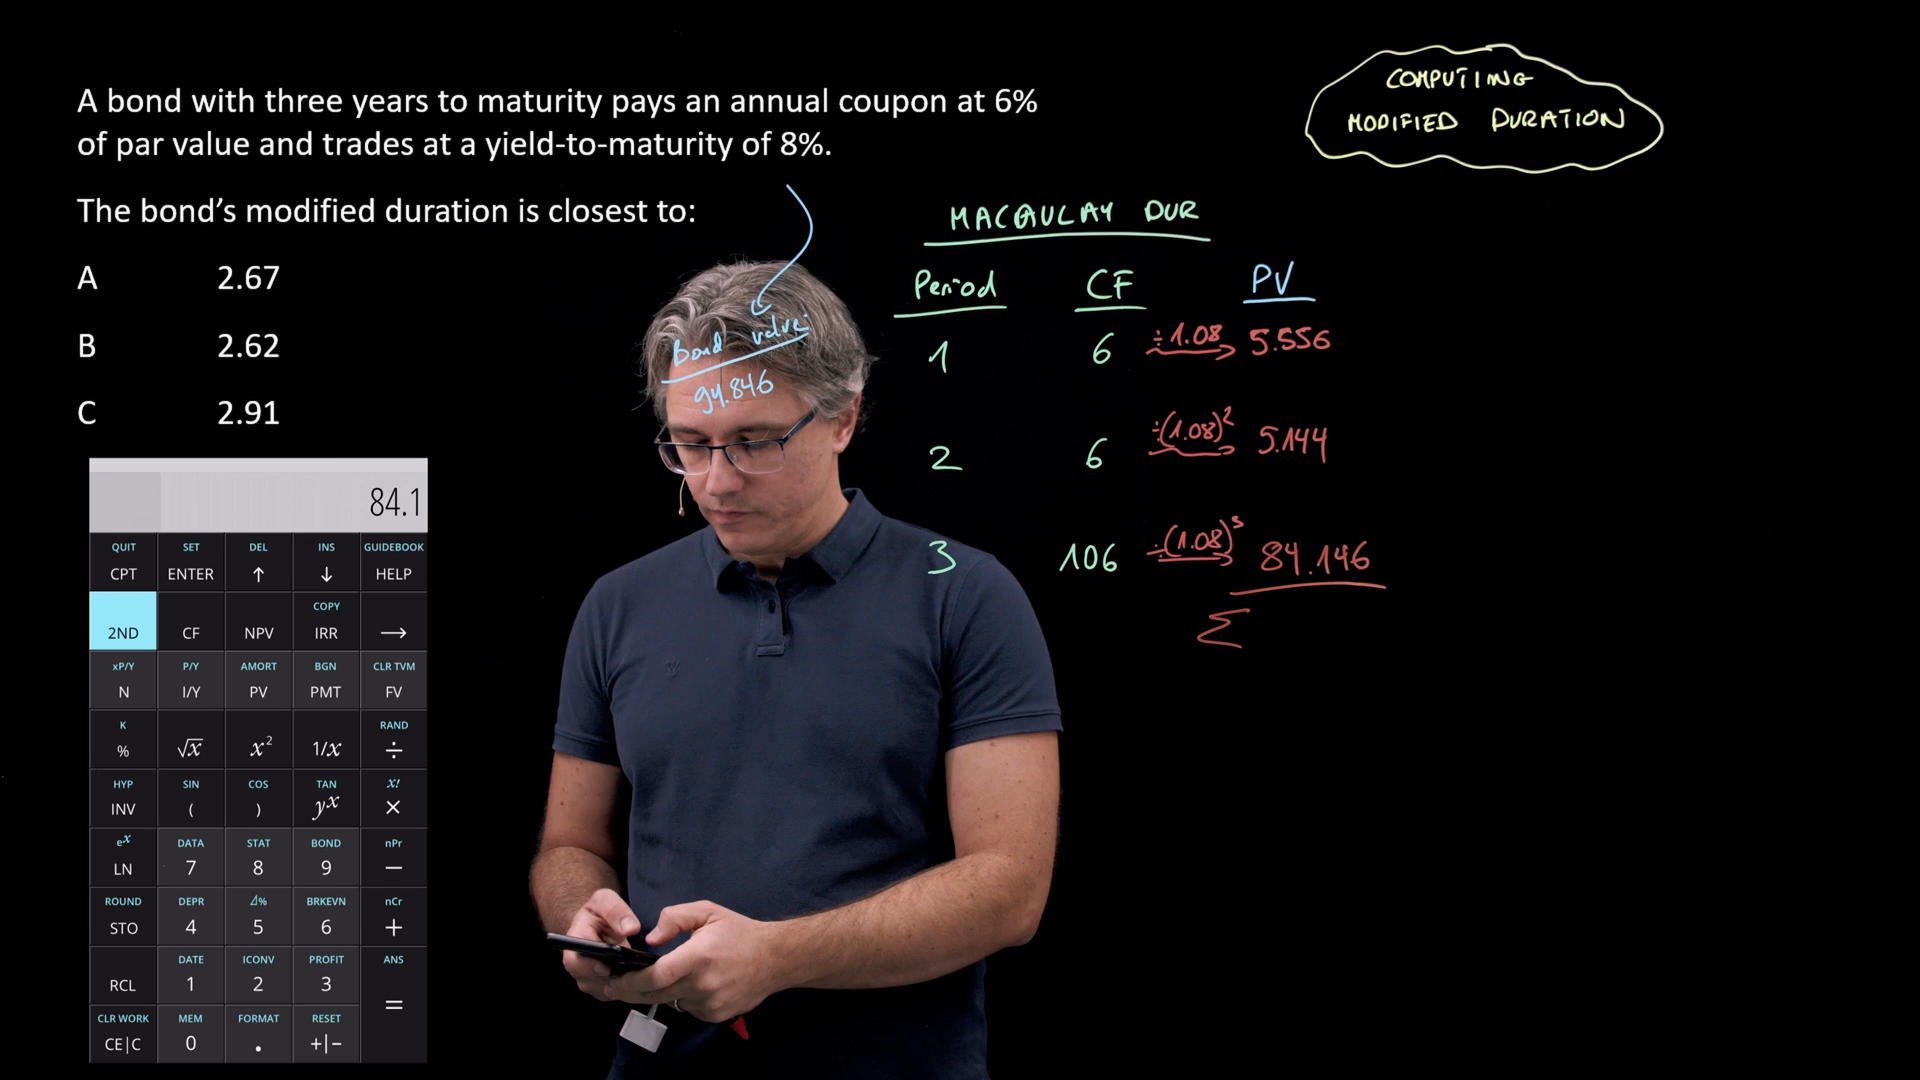 COMPUTING
MODIFIED DURATION
A bond with three years to maturity pays an annual coupon at 6%
of par value and trades at a yield-to-maturity of 8%.
The bond's modified duration is closest to:
A 2.67
B 2.62
C 2.91
Bond value:
94.846
MACAULAY DUR
Period CF PV
1 6 ÷1.08 5.556
2 6 ÷(1.08)² 5.144
3 106 ÷(1.08)³ 84.146
Σ
84.1
QUIT SET DEL INS GUIDEBOOK
CPT ENTER ↑ ↓ HELP
COPY
2ND CF NPV IRR →
xP/Y P/Y AMORT BGN CLR TVM
N I/Y PV PMT FV
K RAND
% √x x² 1/x ÷
HYP SIN COS TAN x!
INV ( ) yˣ ×
eˣ DATA STAT BOND nPr
LN 7 8 9 −
ROUND DEPR Δ% BRKEVN nCr
STO 4 5 6 +
DATE ICONV PROFIT ANS
RCL 1 2 3 =
CLR WORK MEM FORMAT RESET
CE|C 0 . +|−